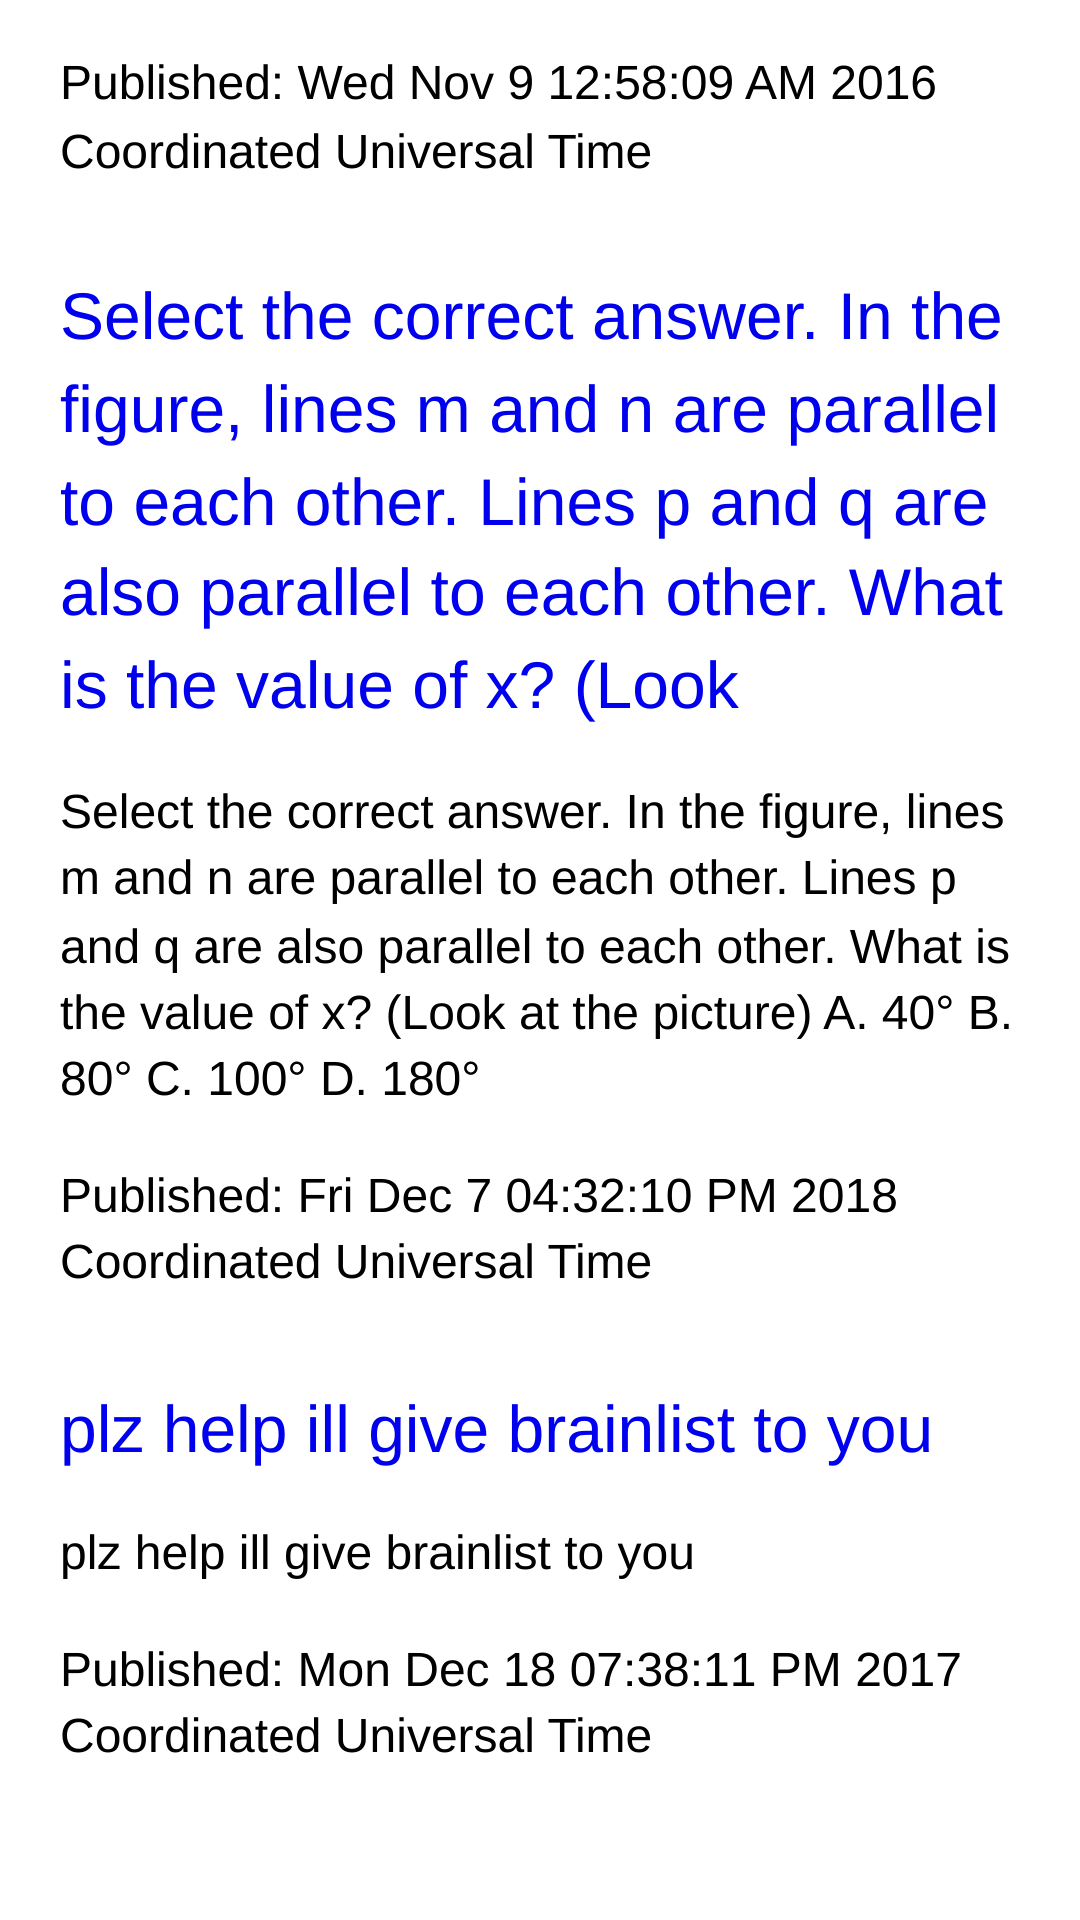 Published: Wed Nov 9 12:58:09 AM 2016
Coordinated Universal Time
Select the correct answer. In the
figure, lines m and n are parallel
to each other. Lines p and q are
also parallel to each other. What
is the value of x? (Look
Select the correct answer. In the figure, lines
m and n are parallel to each other. Lines p
and q are also parallel to each other. What is
the value of x? (Look at the picture) A. 40° B.
80° C. 100° D. 180°
Published: Fri Dec 7 04:32:10 PM 2018
Coordinated Universal Time
plz help ill give brainlist to you
plz help ill give brainlist to you
Published: Mon Dec 18 07:38:11 PM 2017
Coordinated Universal Time